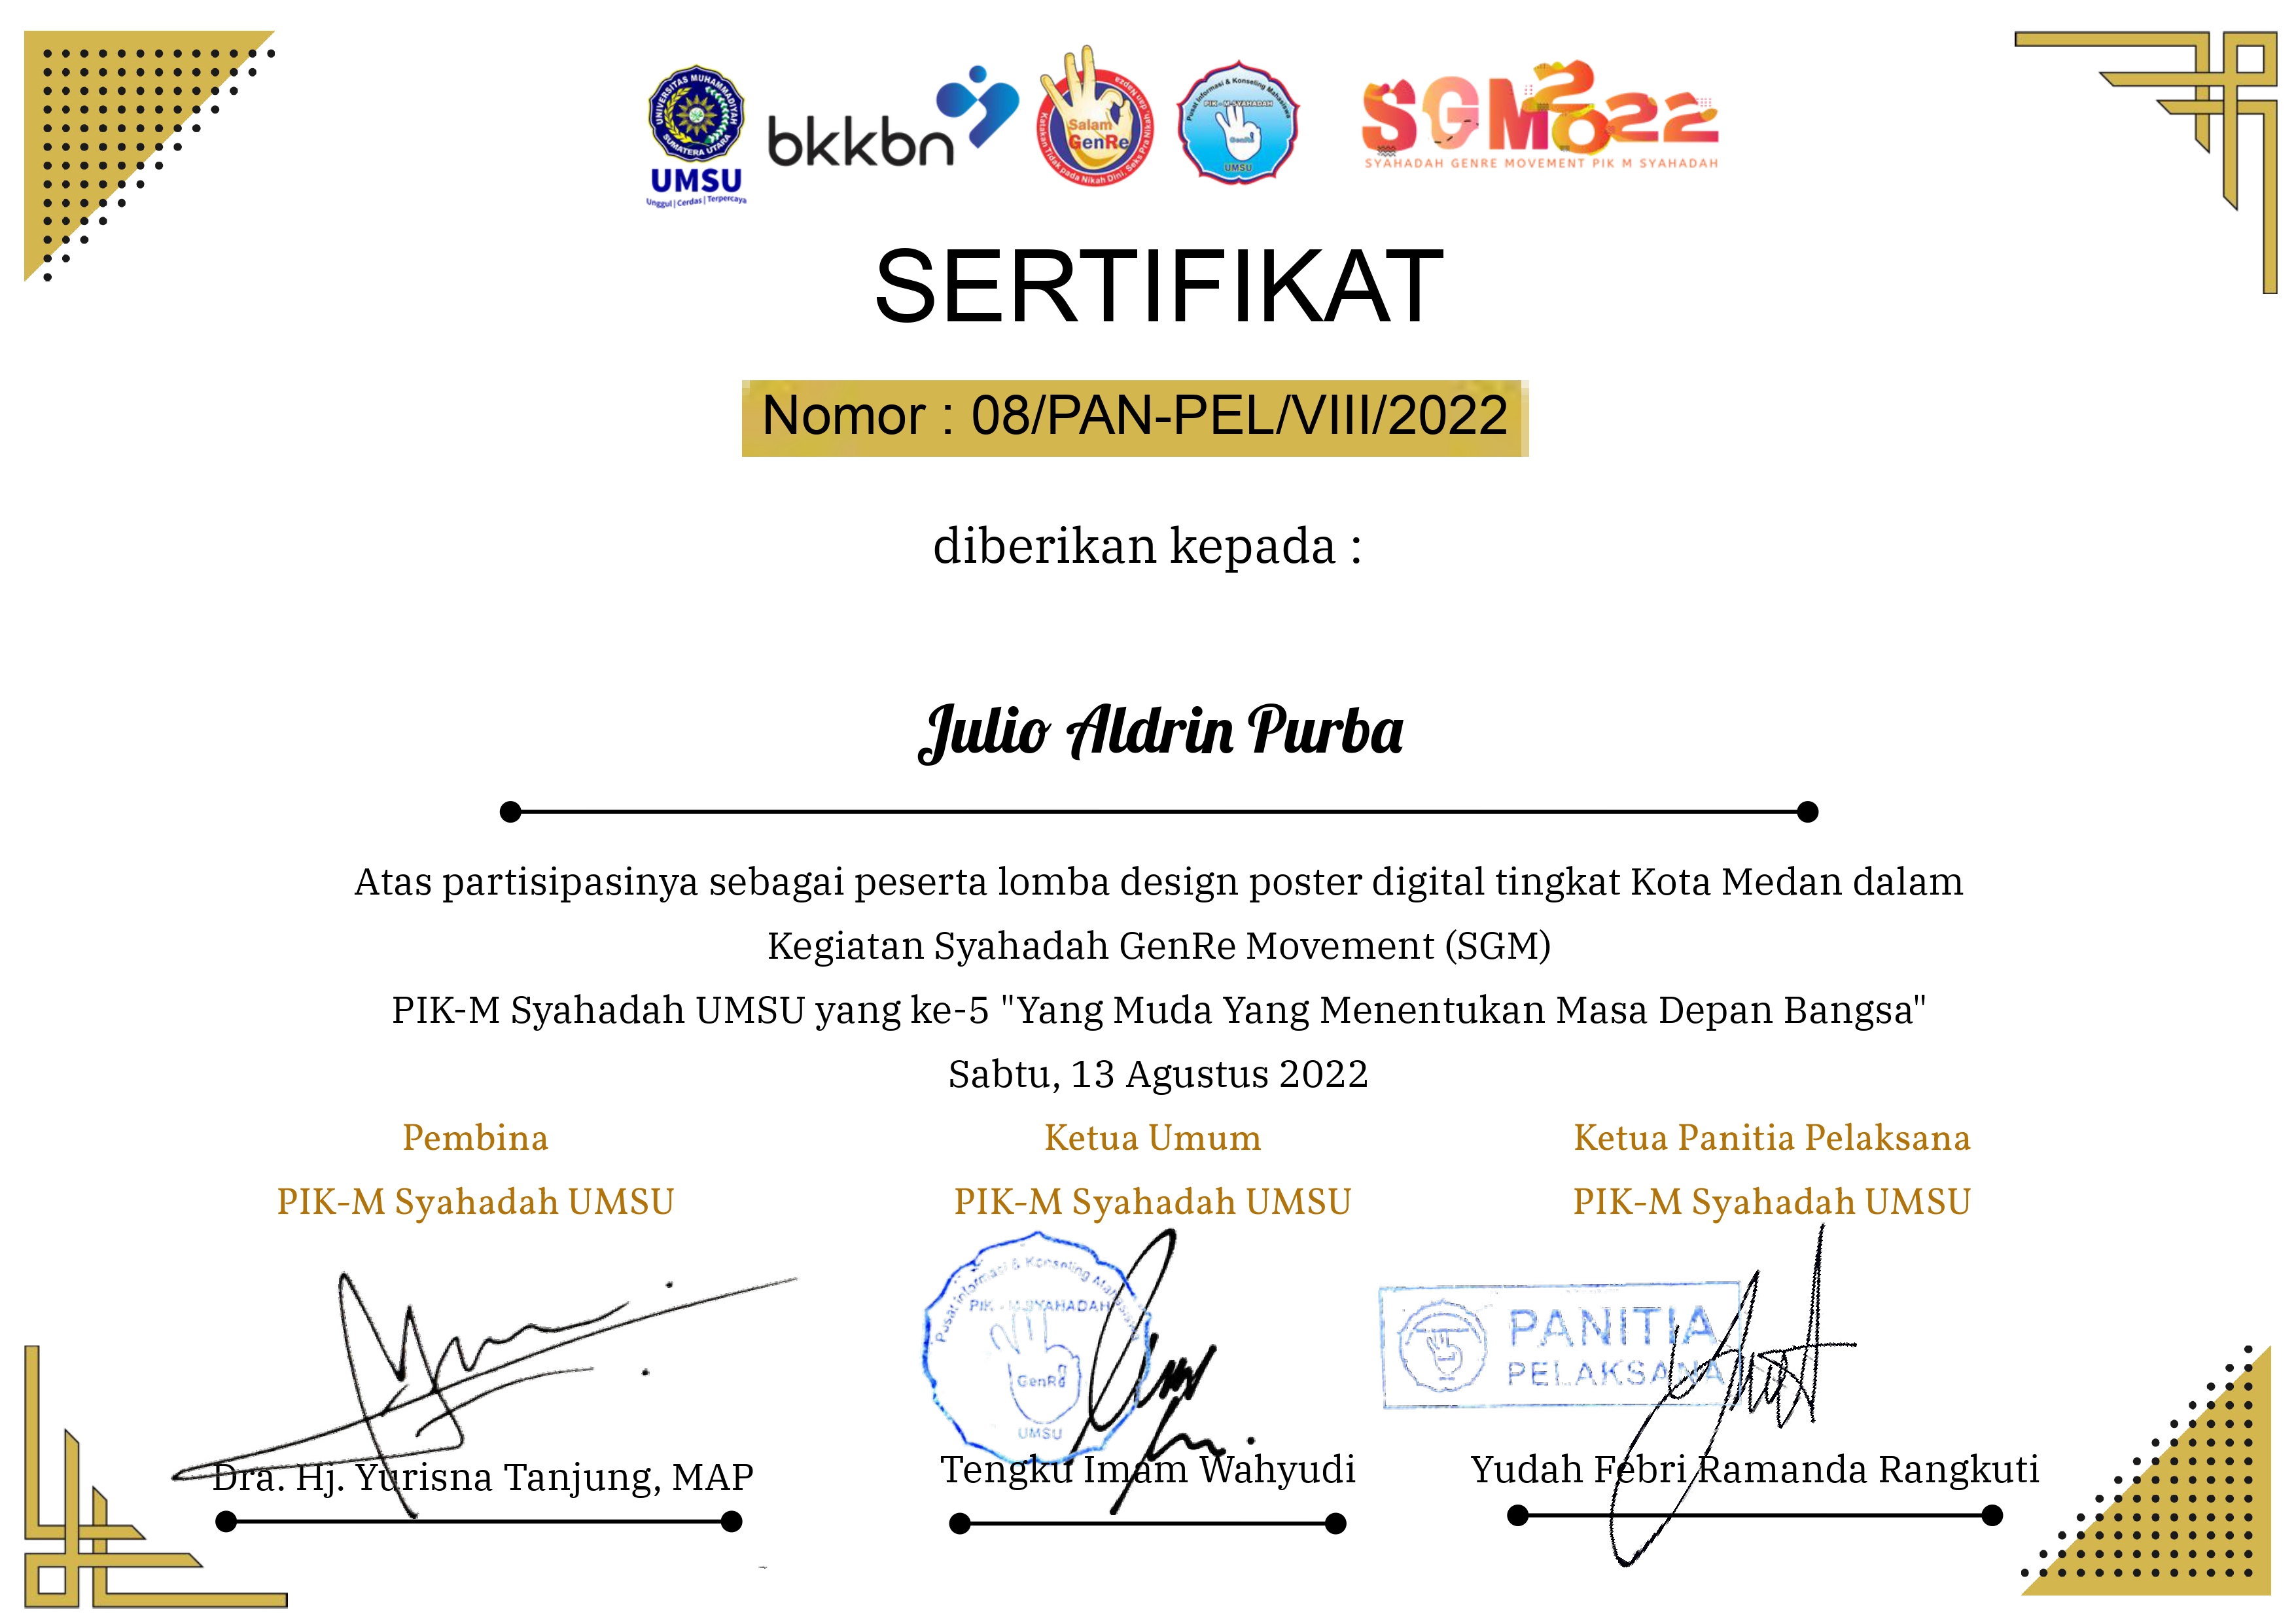 UNIVERSITAS MUHAMMADIYAH
SUMATERA UTARA
UMSU
Unggul | Cerdas | Terpercaya
bkkbn
Salam
GenRe
Katakan Tidak pada Nikah Dini, Seks Pra Nikah dan Napza
Pusat Informasi & Konseling Mahasiswa
PIK - M SYAHADAH
GenRe
UMSU
SGM2022
SYAHADAH GENRE MOVEMENT PIK M SYAHADAH
SERTIFIKAT
Nomor : 08/PAN-PEL/VIII/2022
diberikan kepada :
Julio Aldrin Purba
Atas partisipasinya sebagai peserta lomba design poster digital tingkat Kota Medan dalam
Kegiatan Syahadah GenRe Movement (SGM)
PIK-M Syahadah UMSU yang ke-5 "Yang Muda Yang Menentukan Masa Depan Bangsa"
Sabtu, 13 Agustus 2022
Pembina
PIK-M Syahadah UMSU
Ketua Umum
PIK-M Syahadah UMSU
Ketua Panitia Pelaksana
PIK-M Syahadah UMSU
Pusat Informasi & Konseling Mahasiswa
PIK - M SYAHADAH
GenRe
UMSU
PANITIA
PELAKSANA
Dra. Hj. Yurisna Tanjung, MAP
Tengku Imam Wahyudi
Yudah Febri Ramanda Rangkuti